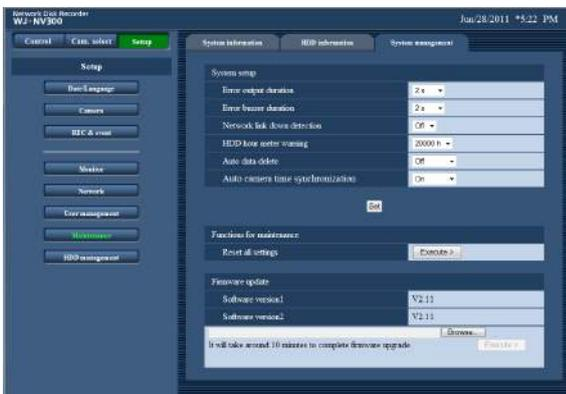 Network Disk Recorder
WJ-NV300
Jun/28/2011 *5:22 PM
Control Cam. select Setup
System information HDD information System management
Setup
Date/Language
Camera
REC & event
Monitor
Network
User management
Maintenance
HDD management
System setup
Error output duration 2 s
Error buzzer duration 2 s
Network link down detection Off
HDD hour meter warning 20000 h
Auto data delete Off
Auto camera time synchronization On
Set
Functions for maintenance
Reset all settings Execute >
Firmware update
Software version1 V2.11
Software version2 V2.11
Browse...
It will take around 10 minutes to complete firmware upgrade. Execute >